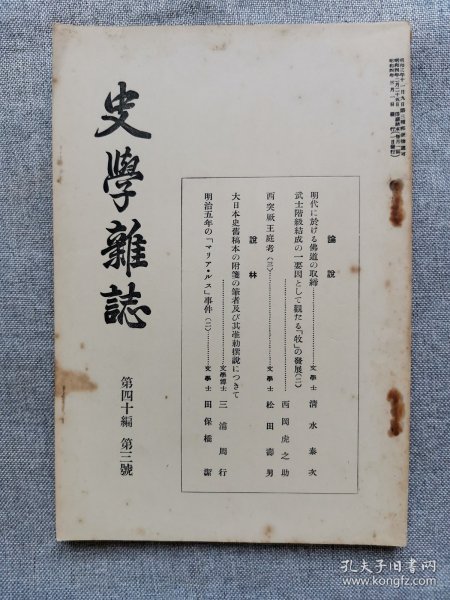 史學雜誌
第四十編 第三號
論說
明代に於ける佛道の取締 文學士 清水泰次
武士階級結成の一要因として觀たる「牧」の發展(二) 西岡虎之助
西突厥王庭考(三) 文學士 松田壽男
說林
大日本史舊稿本の附箋の筆者及び其準勅撰說につきて 文學博士 三浦周行
明治五年の「マリア・ルス」事件(二) 文學士 田保橋潔
孔夫子旧书网
www.kongfz.com